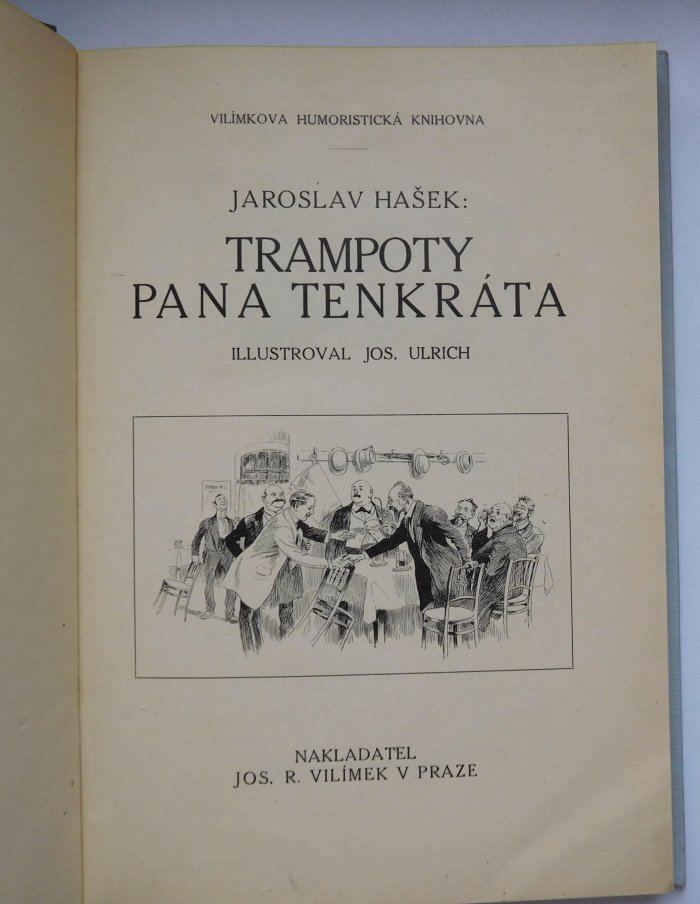 VILÍMKOVA HUMORISTICKÁ KNIHOVNA
JAROSLAV HAŠEK:
TRAMPOTY
PANA TENKRÁTA
ILLUSTROVAL JOS. ULRICH
NAKLADATEL
JOS. R. VILÍMEK V PRAZE